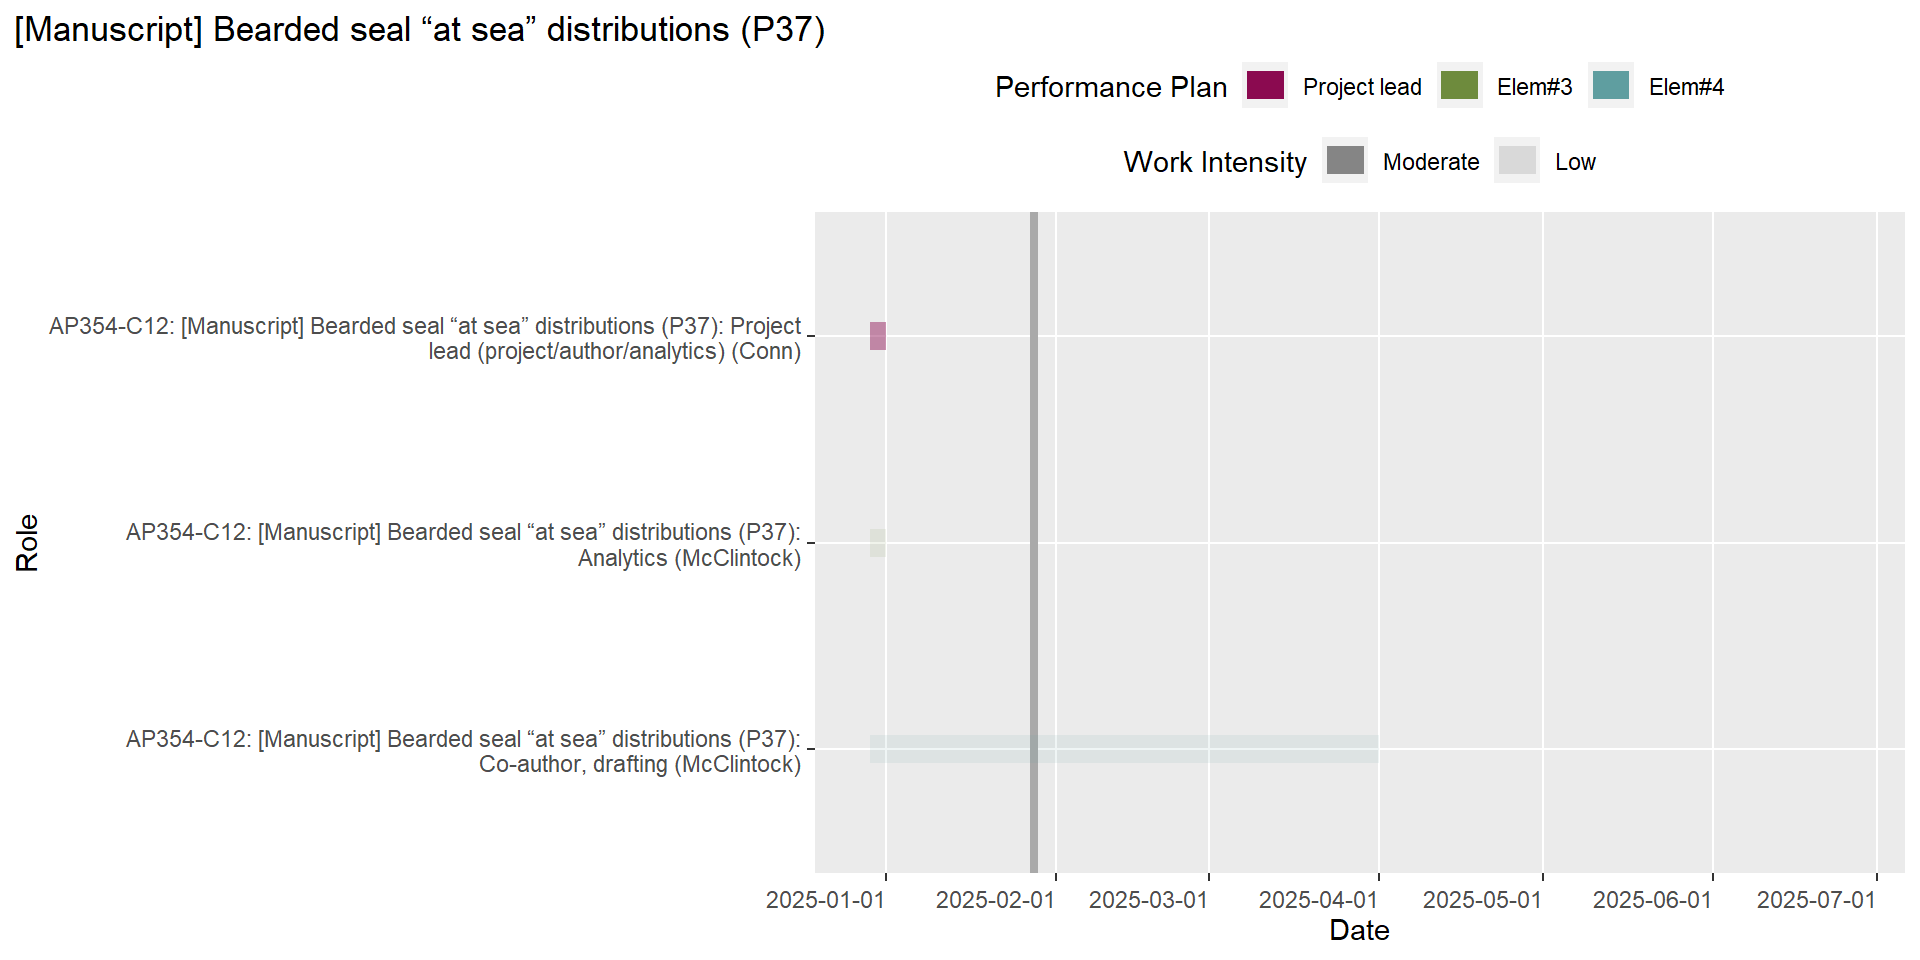 [Manuscript] Bearded seal “at sea” distributions (P37)
Performance Plan Project lead Elem#3 Elem#4
Work Intensity Moderate Low
AP354-C12: [Manuscript] Bearded seal “at sea” distributions (P37): Project
lead (project/author/analytics) (Conn)
AP354-C12: [Manuscript] Bearded seal “at sea” distributions (P37):
Analytics (McClintock)
AP354-C12: [Manuscript] Bearded seal “at sea” distributions (P37):
Co-author, drafting (McClintock)
Role
2025-01-01 2025-02-01 2025-03-01 2025-04-01 2025-05-01 2025-06-01 2025-07-01
Date